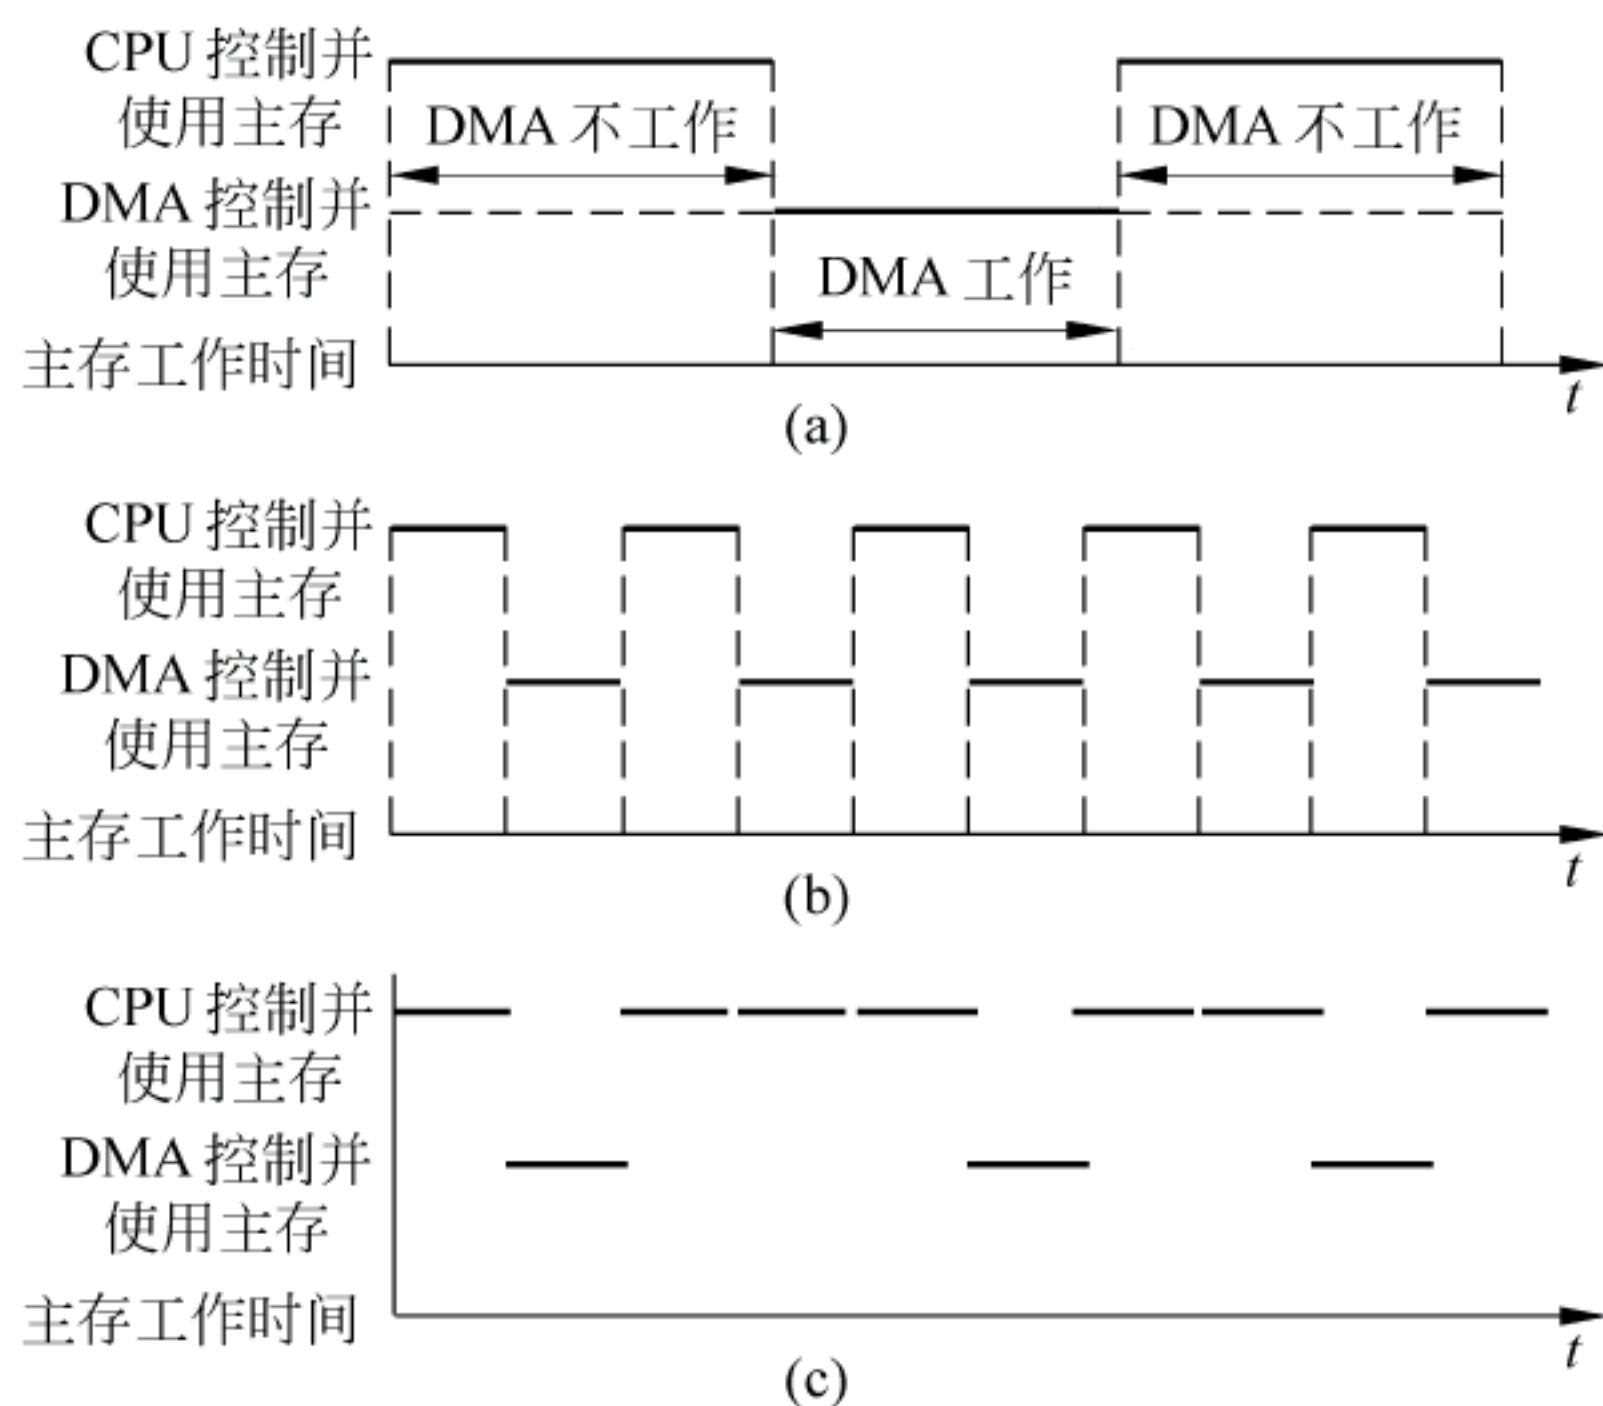 CPU 控制并
使用主存
DMA 不工作
DMA 不工作
DMA 控制并
使用主存
DMA 工作
主存工作时间
t
(a)
CPU 控制并
使用主存
DMA 控制并
使用主存
主存工作时间
t
(b)
CPU 控制并
使用主存
DMA 控制并
使用主存
主存工作时间
t
(c)